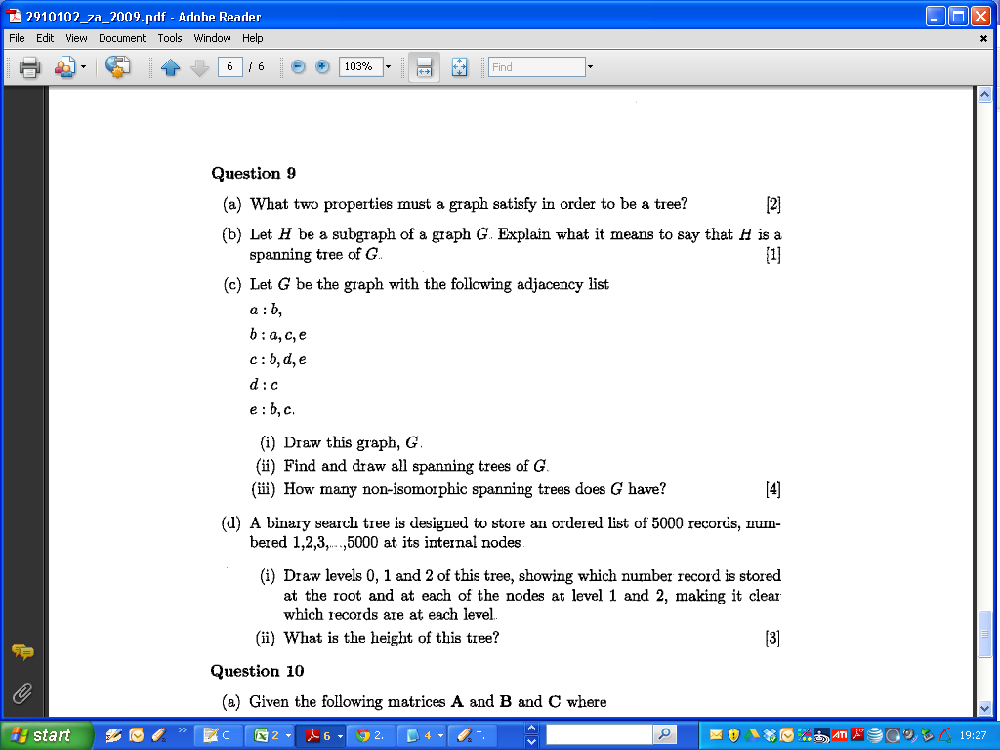 2910102_za_2009.pdf - Adobe Reader
File Edit View Document Tools Window Help
6 / 6 103% Find
Question 9
(a) What two properties must a graph satisfy in order to be a tree? [2]
(b) Let H be a subgraph of a graph G. Explain what it means to say that H is a
spanning tree of G. [1]
(c) Let G be the graph with the following adjacency list
a : b,
b : a, c, e
c : b, d, e
d : c
e : b, c.
(i) Draw this graph, G.
(ii) Find and draw all spanning trees of G.
(iii) How many non-isomorphic spanning trees does G have? [4]
(d) A binary search tree is designed to store an ordered list of 5000 records, num-
bered 1,2,3,...,5000 at its internal nodes
(i) Draw levels 0, 1 and 2 of this tree, showing which number record is stored
at the root and at each of the nodes at level 1 and 2, making it clear
which records are at each level.
(ii) What is the height of this tree? [3]
Question 10
(a) Given the following matrices A and B and C where
start C 2 6 2. 4 T. 19:27